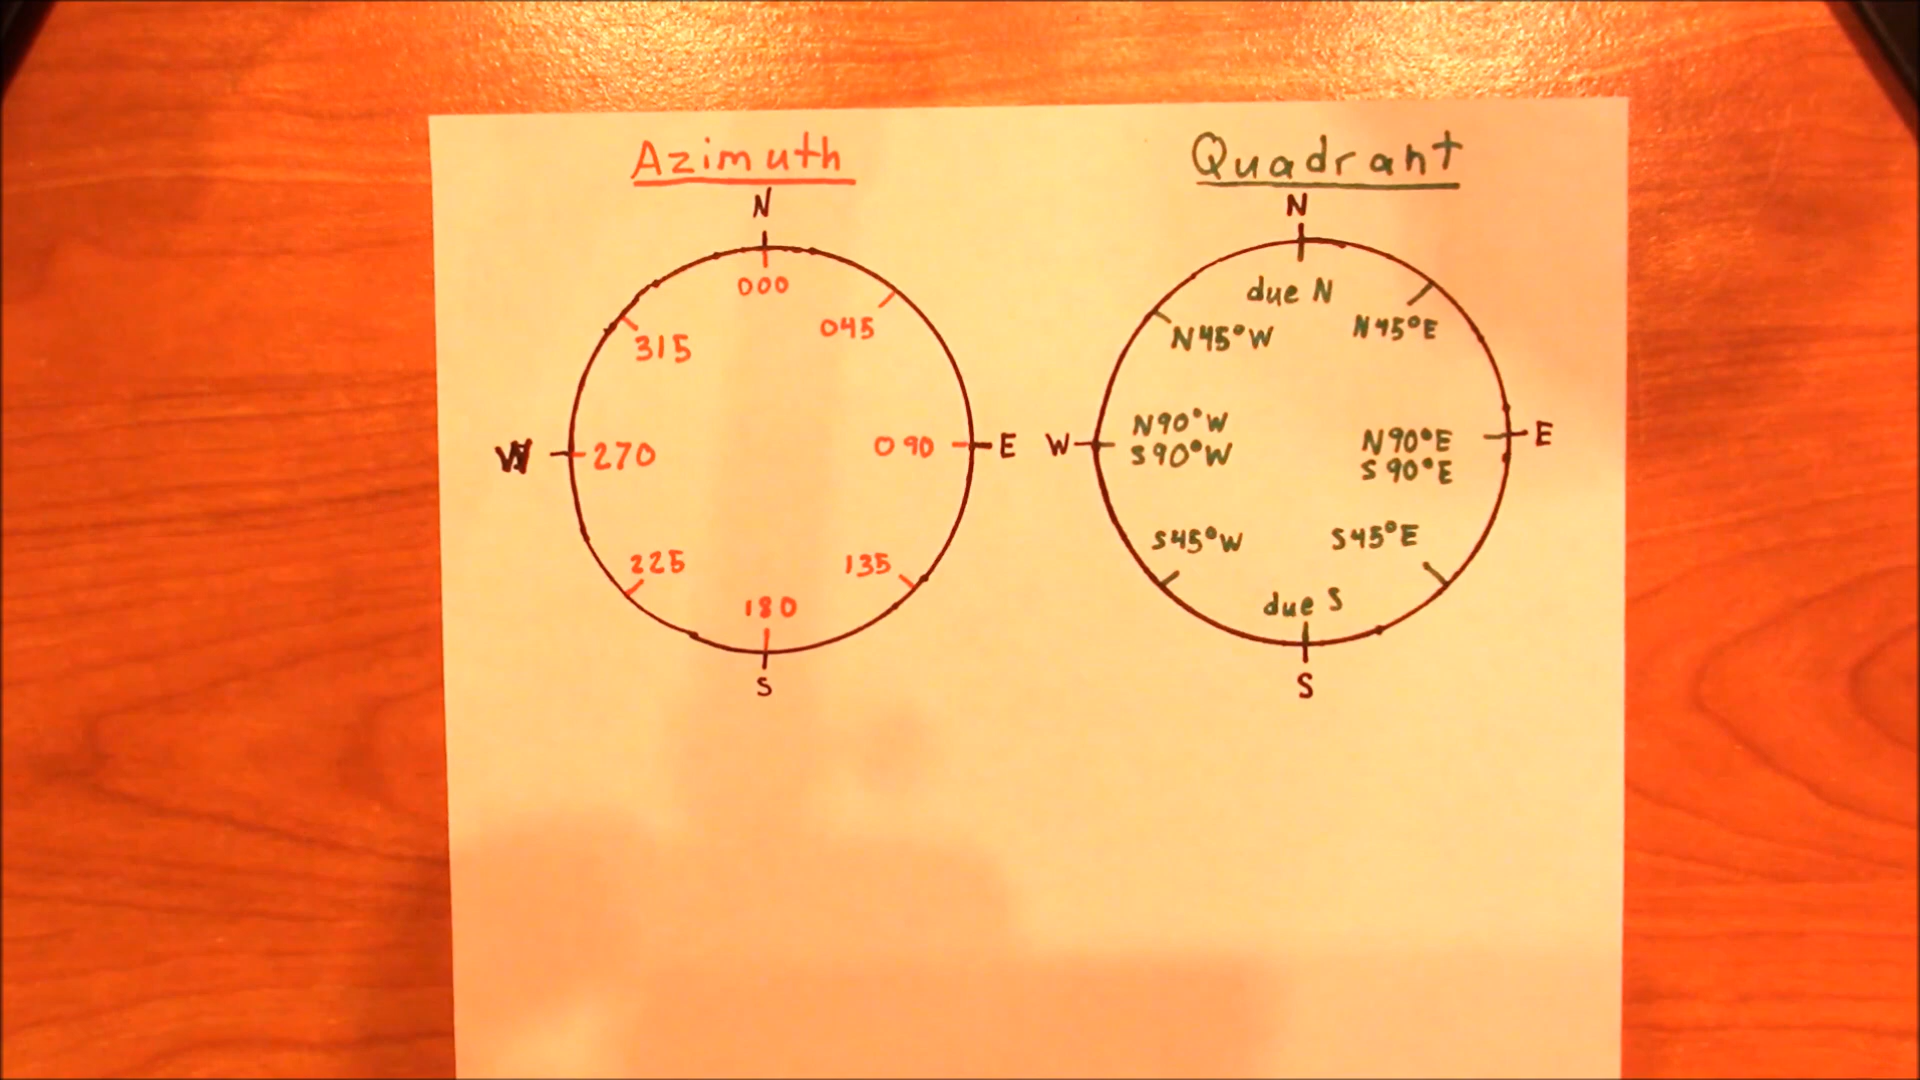 Azimuth
N
000
045
315
W
270
090
E
225
135
180
S
Quadrant
N
due N
N45°W
N45°E
W
N90°W
S90°W
N90°E
S90°E
E
S45°W
S45°E
due S
S